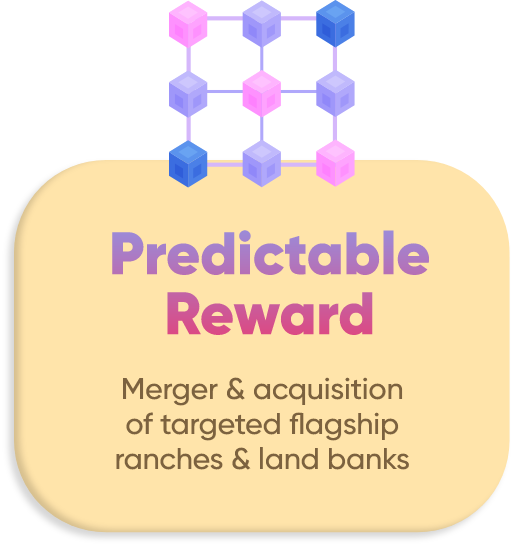 Predictable
Reward
Merger & acquisition
of targeted flagship
ranches & land banks